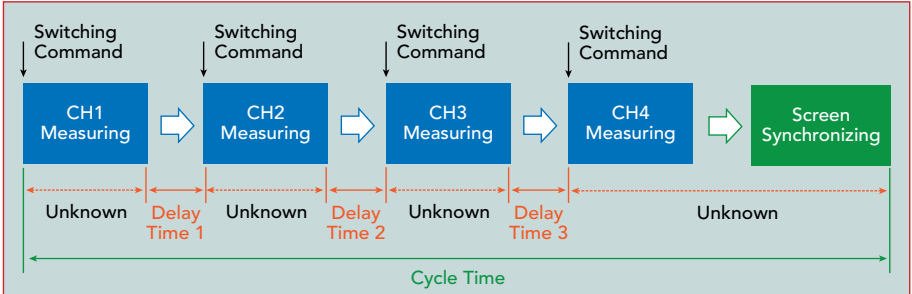 Switching
Command
Switching
Command
Switching
Command
Switching
Command
CH1
Measuring
CH2
Measuring
CH3
Measuring
CH4
Measuring
Screen
Synchronizing
Unknown
Delay
Time 1
Unknown
Delay
Time 2
Unknown
Delay
Time 3
Unknown
Cycle Time